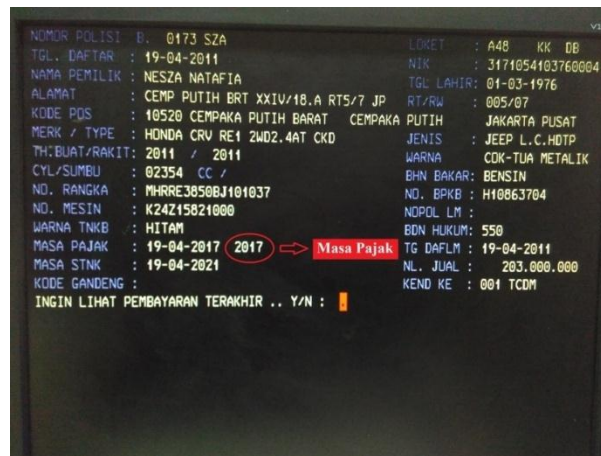 V1
NOMOR POLISI B. 0173 SZA LOKET : A48 KK DB
TGL. DAFTAR : 19-04-2011 NIK : 3171054103760004
NAMA PEMILIK : NESZA NATAFIA TGL LAHIR: 01-03-1976
ALAMAT : CEMP PUTIH BRT XXIV/18.A RT5/7 JP RT/RW : 005/07
KODE POS : 10520 CEMPAKA PUTIH BARAT CEMPAKA PUTIH JAKARTA PUSAT
MERK / TYPE : HONDA CRV RE1 2WD2.4AT CKD JENIS : JEEP L.C.HDTP
TH.BUAT/RAKIT: 2011 / 2011 WARNA COK-TUA METALIK
CYL/SUMBU : 02354 CC / BHN BAKAR: BENSIN
NO. RANGKA : MHRRE3850BJ101037 NO. BPKB : H10863704
NO. MESIN : K24Z15821000 NOPOL LM :
WARNA TNKB : HITAM BDN HUKUM: 550
MASA PAJAK : 19-04-2017 2017 Masa Pajak TG DAFLM : 19-04-2011
MASA STNK : 19-04-2021 NL. JUAL : 203.000.000
KODE GANDENG : KEND KE : 001 TCDM
INGIN LIHAT PEMBAYARAN TERAKHIR .. Y/N : .